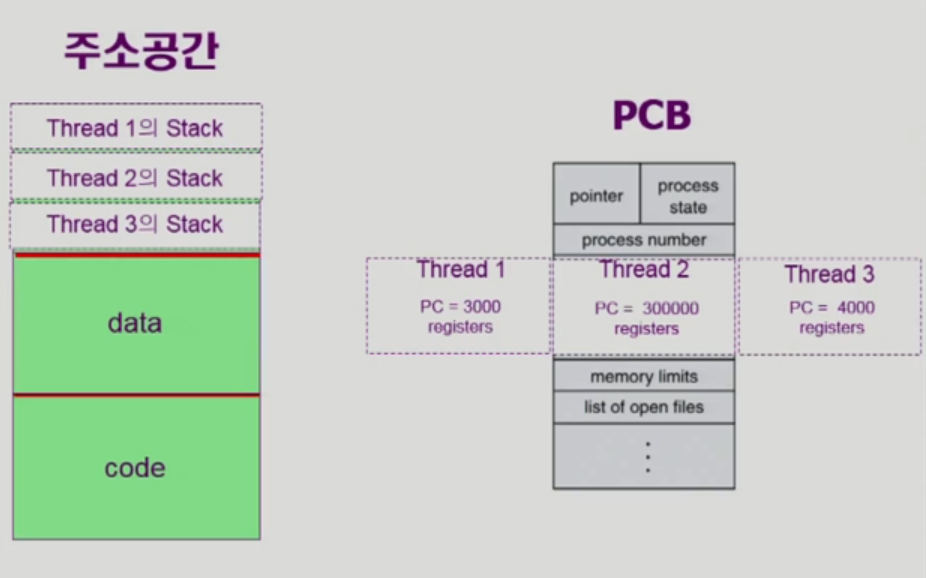 주소공간
Thread 1의 Stack
Thread 2의 Stack
Thread 3의 Stack
data
code
PCB
pointer
process
state
process number
Thread 1
PC = 3000
registers
Thread 2
PC = 300000
registers
Thread 3
PC = 4000
registers
memory limits
list of open files